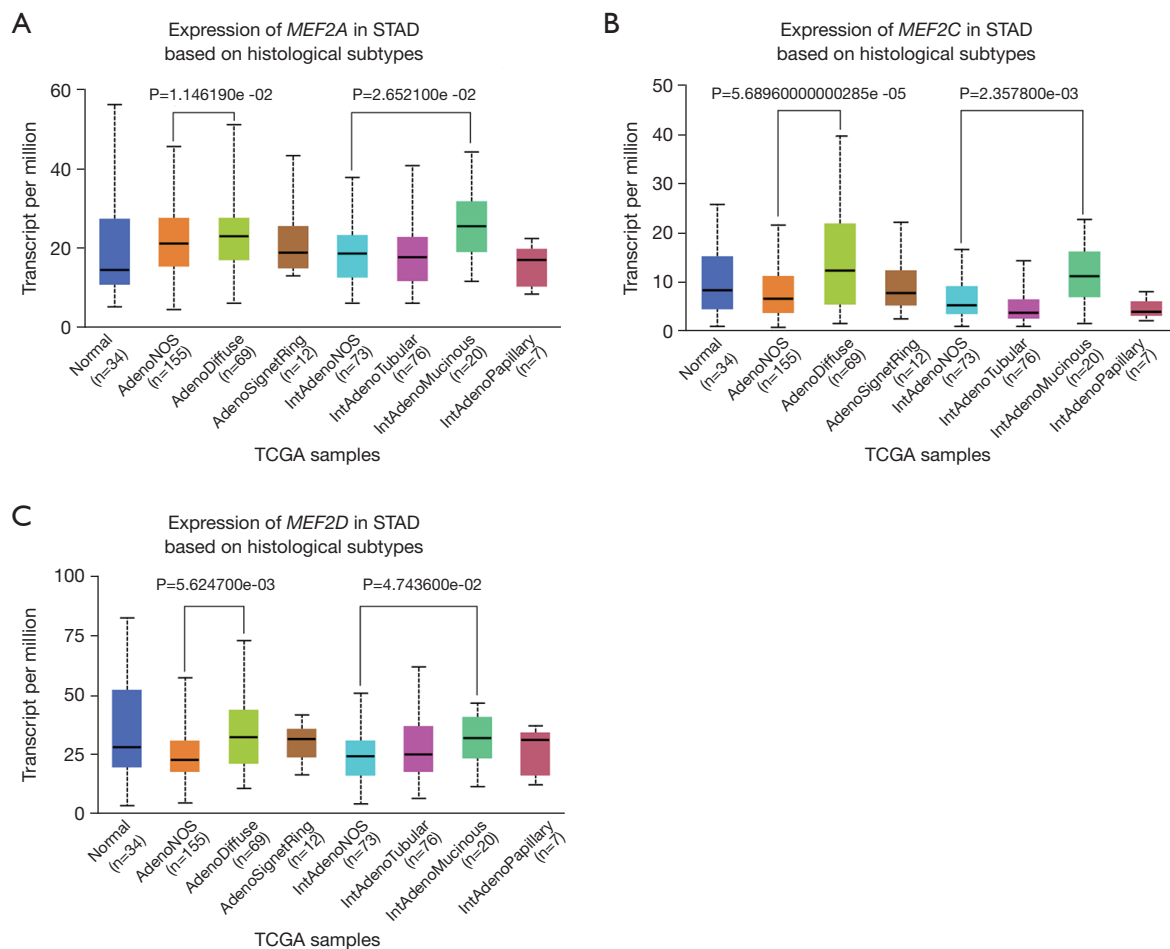 A
Expression of MEF2A in STAD
based on histological subtypes
P=1.146190e -02
P=2.652100e -02
Transcript per million
60
40
20
0
Normal
(n=34)
AdenoNOS
(n=155)
AdenoDiffuse
(n=69)
AdenoSignetRing
(n=12)
IntAdenoNOS
(n=73)
IntAdenoTubular
(n=76)
IntAdenoMucinous
(n=20)
IntAdenoPapillary
(n=7)
TCGA samples
B
Expression of MEF2C in STAD
based on histological subtypes
P=5.68960000000285e -05
P=2.357800e-03
Transcript per million
50
40
30
20
10
0
Normal
(n=34)
AdenoNOS
(n=155)
AdenoDiffuse
(n=69)
AdenoSignetRing
(n=12)
IntAdenoNOS
(n=73)
IntAdenoTubular
(n=76)
IntAdenoMucinous
(n=20)
IntAdenoPapillary
(n=7)
TCGA samples
C
Expression of MEF2D in STAD
based on histological subtypes
P=5.624700e-03
P=4.743600e-02
Transcript per million
100
75
50
25
0
Normal
(n=34)
AdenoNOS
(n=155)
AdenoDiffuse
(n=69)
AdenoSignetRing
(n=12)
IntAdenoNOS
(n=73)
IntAdenoTubular
(n=76)
IntAdenoMucinous
(n=20)
IntAdenoPapillary
(n=7)
TCGA samples